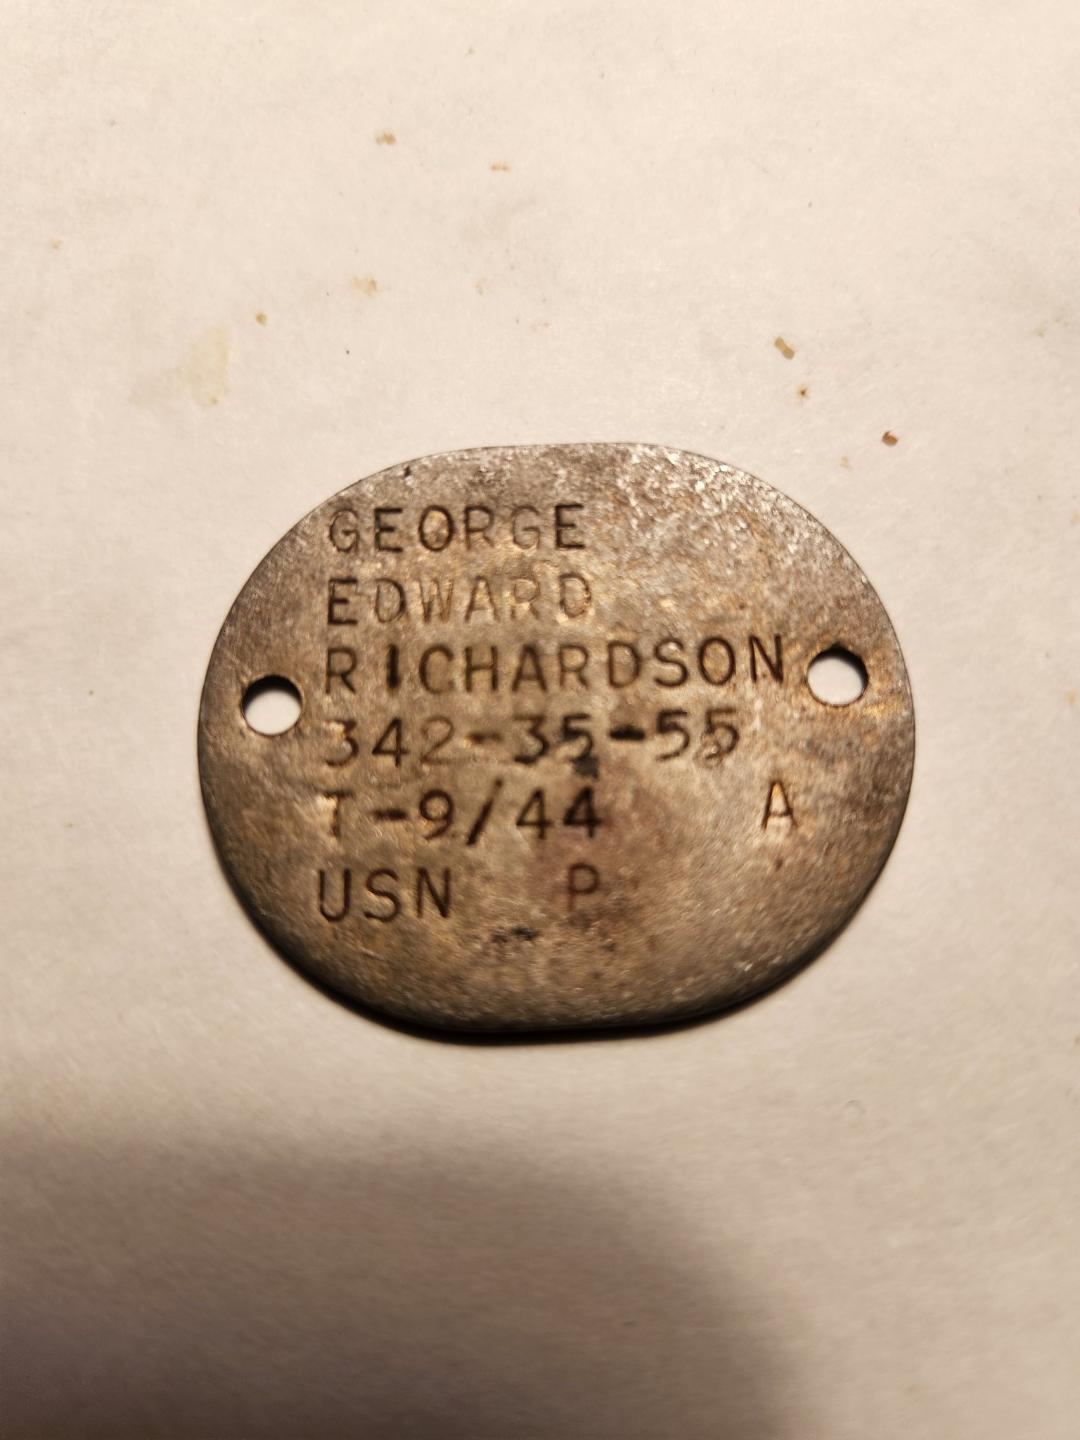 GEORGE
EDWARD
RICHARDSON
342-35-55
T-9/44 A
USN P